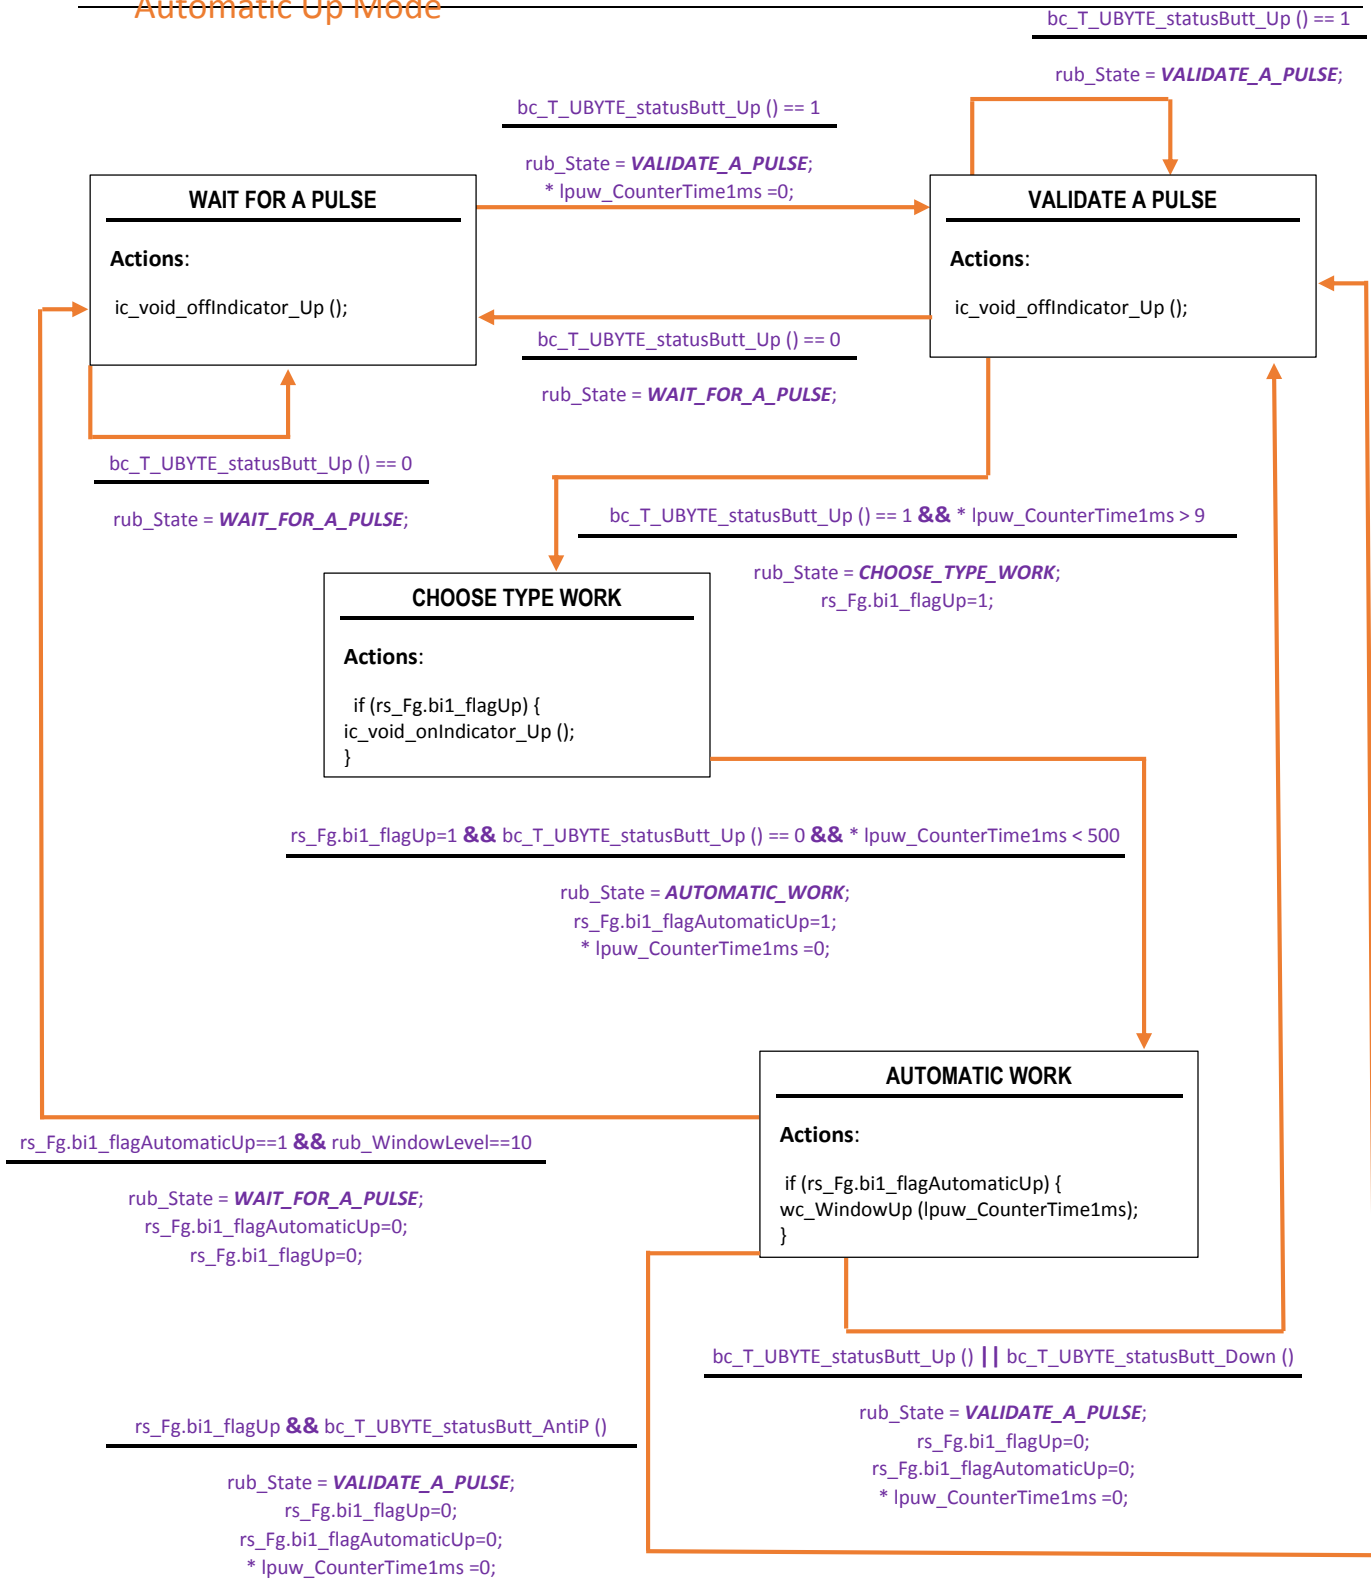 Automatic Up Mode
bc_T_UBYTE_statusButt_Up () == 1
rub_State = VALIDATE_A_PULSE;
bc_T_UBYTE_statusButt_Up () == 1
rub_State = VALIDATE_A_PULSE;
* lpuw_CounterTime1ms =0;
WAIT FOR A PULSE
Actions:
ic_void_offIndicator_Up ();
VALIDATE A PULSE
Actions:
ic_void_offIndicator_Up ();
bc_T_UBYTE_statusButt_Up () == 0
rub_State = WAIT_FOR_A_PULSE;
bc_T_UBYTE_statusButt_Up () == 0
rub_State = WAIT_FOR_A_PULSE;
bc_T_UBYTE_statusButt_Up () == 1 && * lpuw_CounterTime1ms > 9
rub_State = CHOOSE_TYPE_WORK;
rs_Fg.bi1_flagUp=1;
CHOOSE TYPE WORK
Actions:
if (rs_Fg.bi1_flagUp) {
ic_void_onIndicator_Up ();
}
rs_Fg.bi1_flagUp=1 && bc_T_UBYTE_statusButt_Up () == 0 && * lpuw_CounterTime1ms < 500
rub_State = AUTOMATIC_WORK;
rs_Fg.bi1_flagAutomaticUp=1;
* lpuw_CounterTime1ms =0;
AUTOMATIC WORK
Actions:
if (rs_Fg.bi1_flagAutomaticUp) {
wc_WindowUp (lpuw_CounterTime1ms);
}
rs_Fg.bi1_flagAutomaticUp==1 && rub_WindowLevel==10
rub_State = WAIT_FOR_A_PULSE;
rs_Fg.bi1_flagAutomaticUp=0;
rs_Fg.bi1_flagUp=0;
bc_T_UBYTE_statusButt_Up () || bc_T_UBYTE_statusButt_Down ()
rub_State = VALIDATE_A_PULSE;
rs_Fg.bi1_flagUp=0;
rs_Fg.bi1_flagAutomaticUp=0;
* lpuw_CounterTime1ms =0;
rs_Fg.bi1_flagUp && bc_T_UBYTE_statusButt_AntiP ()
rub_State = VALIDATE_A_PULSE;
rs_Fg.bi1_flagUp=0;
rs_Fg.bi1_flagAutomaticUp=0;
* lpuw_CounterTime1ms =0;